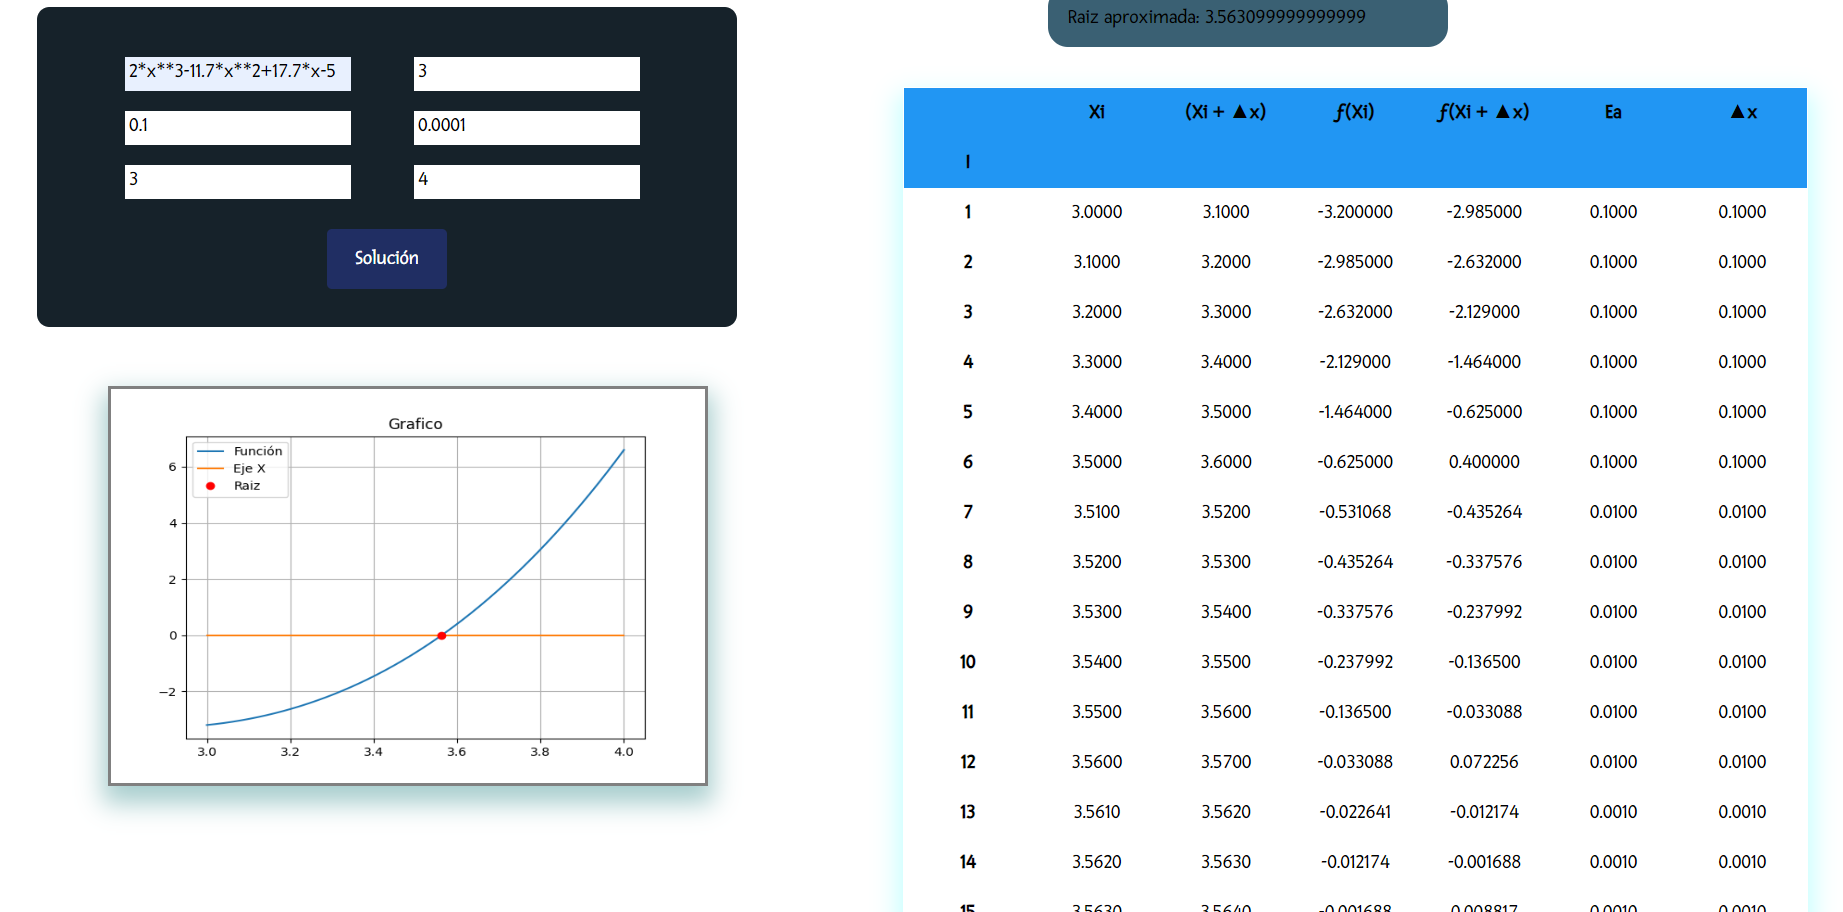 2*x**3-11.7*x**2+17.7*x-5 3
0.1 0.0001
3 4
Solución
Grafico
Función
Eje X
Raiz
6
4
2
0
−2
3.0 3.2 3.4 3.6 3.8 4.0
Raiz aproximada: 3.563099999999999
Xi (Xi + ▲x) ƒ(Xi) ƒ(Xi + ▲x) Ea ▲x
I
1 3.0000 3.1000 -3.200000 -2.985000 0.1000 0.1000
2 3.1000 3.2000 -2.985000 -2.632000 0.1000 0.1000
3 3.2000 3.3000 -2.632000 -2.129000 0.1000 0.1000
4 3.3000 3.4000 -2.129000 -1.464000 0.1000 0.1000
5 3.4000 3.5000 -1.464000 -0.625000 0.1000 0.1000
6 3.5000 3.6000 -0.625000 0.400000 0.1000 0.1000
7 3.5100 3.5200 -0.531068 -0.435264 0.0100 0.0100
8 3.5200 3.5300 -0.435264 -0.337576 0.0100 0.0100
9 3.5300 3.5400 -0.337576 -0.237992 0.0100 0.0100
10 3.5400 3.5500 -0.237992 -0.136500 0.0100 0.0100
11 3.5500 3.5600 -0.136500 -0.033088 0.0100 0.0100
12 3.5600 3.5700 -0.033088 0.072256 0.0100 0.0100
13 3.5610 3.5620 -0.022641 -0.012174 0.0010 0.0010
14 3.5620 3.5630 -0.012174 -0.001688 0.0010 0.0010
15 3.5630 3.5640 -0.001688 0.008817 0.0010 0.0010